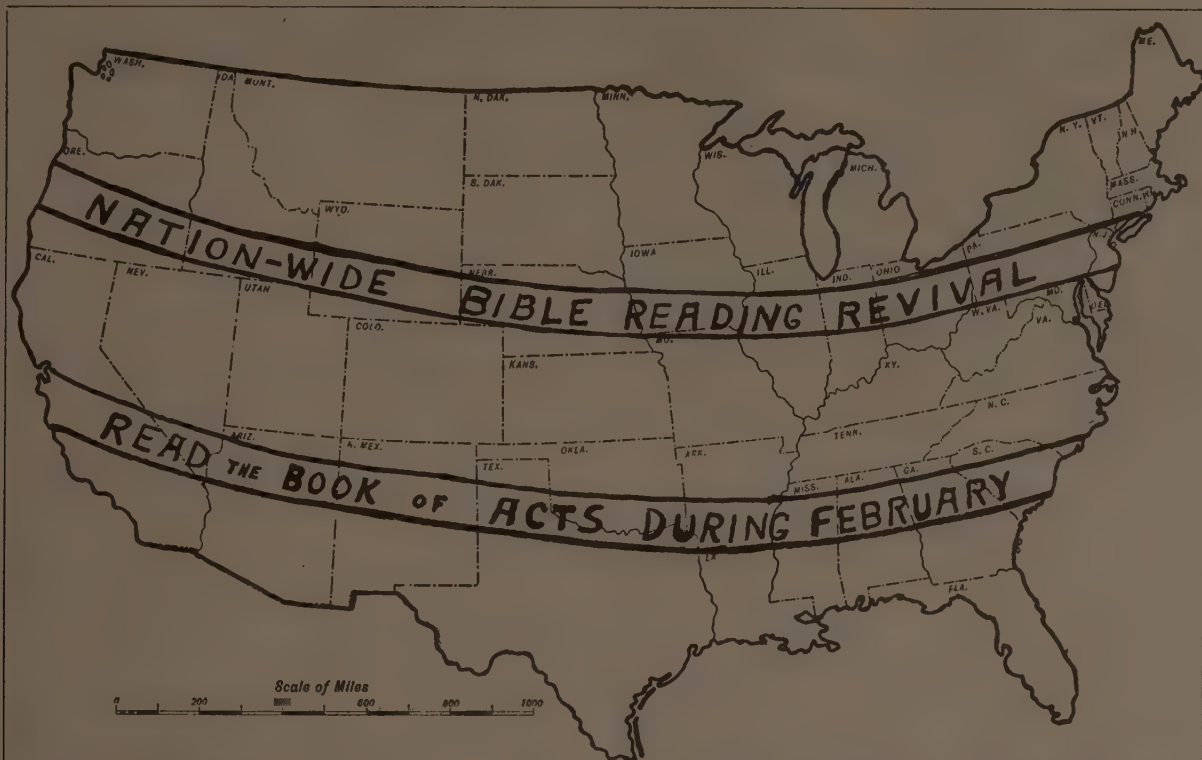 WASH.
IDA.
MONT.
N. DAK.
MINN.
ME.
N.Y.
VT.
N.H.
ORE.
WIS.
MICH.
S. DAK.
MASS.
CONN.
WYO.
NATION-WIDE BIBLE READING REVIVAL
CAL.
NEV.
UTAH
NEBR.
IOWA
ILL.
IND.
OHIO
PA.
N.J.
MD.
DEL.
W. VA.
VA.
COLO.
MO.
KANS.
KY.
N.C.
ARIZ.
N. MEX.
OKLA.
ARK.
TENN.
S.C.
TEX.
MISS.
ALA.
GA.
READ THE BOOK OF ACTS DURING FEBRUARY
LA.
FLA.
Scale of Miles
0 200 600 800 1000